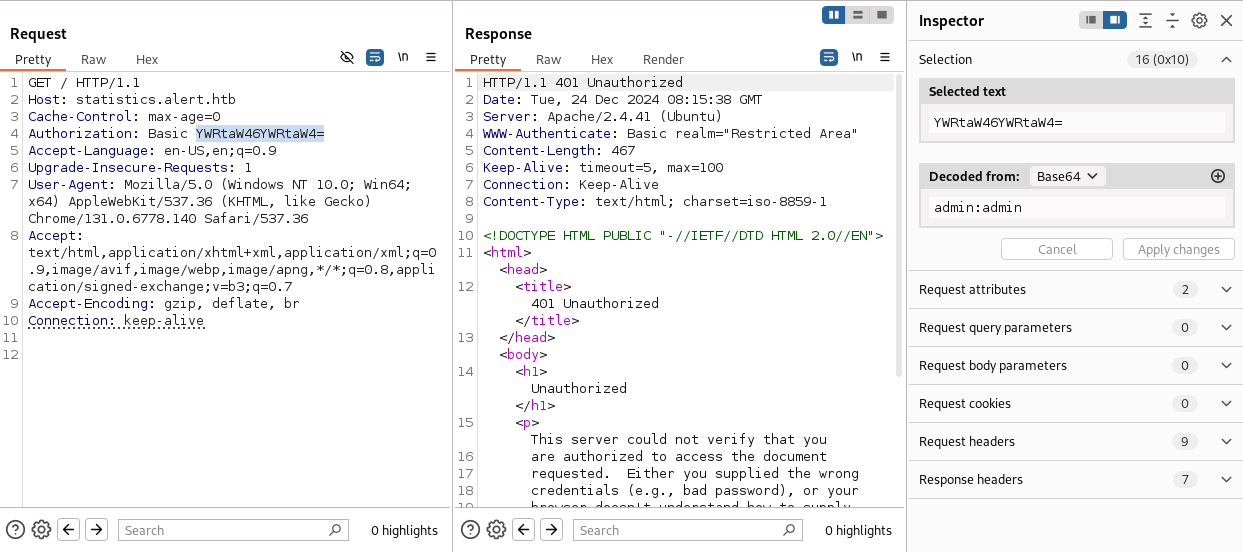 Request
Pretty Raw Hex
\n
1 GET / HTTP/1.1
2 Host: statistics.alert.htb
3 Cache-Control: max-age=0
4 Authorization: Basic YWRtaW46YWRtaW4=
5 Accept-Language: en-US,en;q=0.9
6 Upgrade-Insecure-Requests: 1
7 User-Agent: Mozilla/5.0 (Windows NT 10.0; Win64;
x64) AppleWebKit/537.36 (KHTML, like Gecko)
Chrome/131.0.6778.140 Safari/537.36
8 Accept:
text/html,application/xhtml+xml,application/xml;q=0
.9,image/avif,image/webp,image/apng,*/*;q=0.8,appli
cation/signed-exchange;v=b3;q=0.7
9 Accept-Encoding: gzip, deflate, br
10 Connection: keep-alive
11
12
Search
0 highlights
Response
Pretty Raw Hex Render
\n
1 HTTP/1.1 401 Unauthorized
2 Date: Tue, 24 Dec 2024 08:15:38 GMT
3 Server: Apache/2.4.41 (Ubuntu)
4 WWW-Authenticate: Basic realm="Restricted Area"
5 Content-Length: 467
6 Keep-Alive: timeout=5, max=100
7 Connection: Keep-Alive
8 Content-Type: text/html; charset=iso-8859-1
9
10 <!DOCTYPE HTML PUBLIC "-//IETF//DTD HTML 2.0//EN">
11 <html>
<head>
12 <title>
401 Unauthorized
</title>
13 </head>
<body>
14 <h1>
Unauthorized
</h1>
15 <p>
This server could not verify that you
16 are authorized to access the document
17 requested.  Either you supplied the wrong
18 credentials (e.g., bad password), or your
19 browser doesn't understand how to supply
Search
0 highlights
Inspector
Selection 16 (0x10)
Selected text
YWRtaW46YWRtaW4=
Decoded from: Base64
admin:admin
Cancel Apply changes
Request attributes 2
Request query parameters 0
Request body parameters 0
Request cookies 0
Request headers 9
Response headers 7